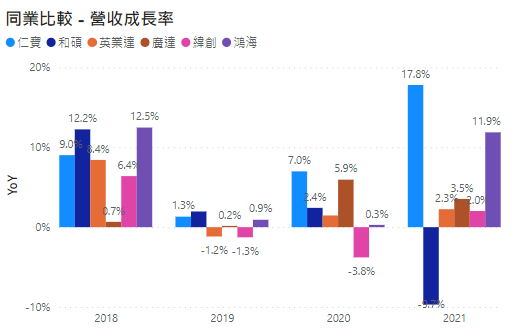 同業比較 - 營收成長率
仁寶 和碩 英業達 廣達 緯創 鴻海
YoY
20%
10%
0%
-10%
9.0% 12.2% 8.4% 0.7% 6.4% 12.5%
1.3% -1.2% 0.2% -1.3% 0.9%
7.0% 2.4% 5.9% -3.8% 0.3%
17.8% -9.7% 2.3% 3.5% 2.0% 11.9%
2018 2019 2020 2021